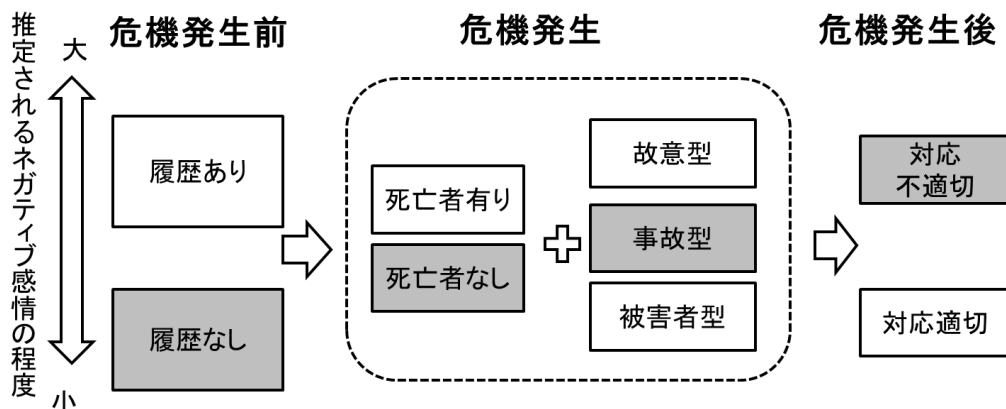 推定されるネガティブ感情の程度
大
小
危機発生前
履歴あり
履歴なし
危機発生
死亡者有り
死亡者なし
故意型
事故型
被害者型
危機発生後
対応
不適切
対応適切